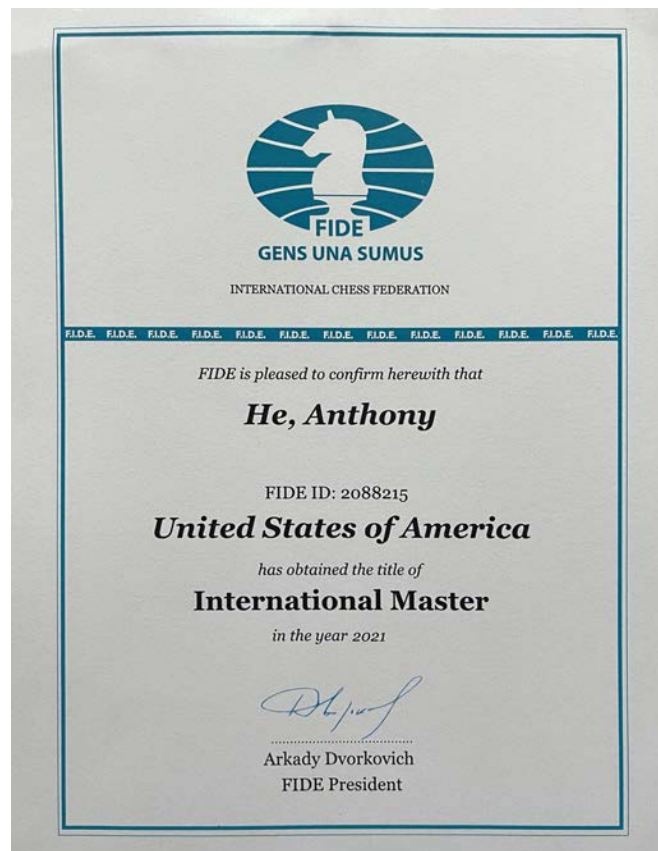 FIDE
GENS UNA SUMUS
INTERNATIONAL CHESS FEDERATION
F.I.D.E. F.I.D.E. F.I.D.E. F.I.D.E. F.I.D.E. F.I.D.E. F.I.D.E. F.I.D.E. F.I.D.E. F.I.D.E. F.I.D.E. F.I.D.E. F.I.D.E.
FIDE is pleased to confirm herewith that
He, Anthony
FIDE ID: 2088215
United States of America
has obtained the title of
International Master
in the year 2021
Arkady Dvorkovich
FIDE President